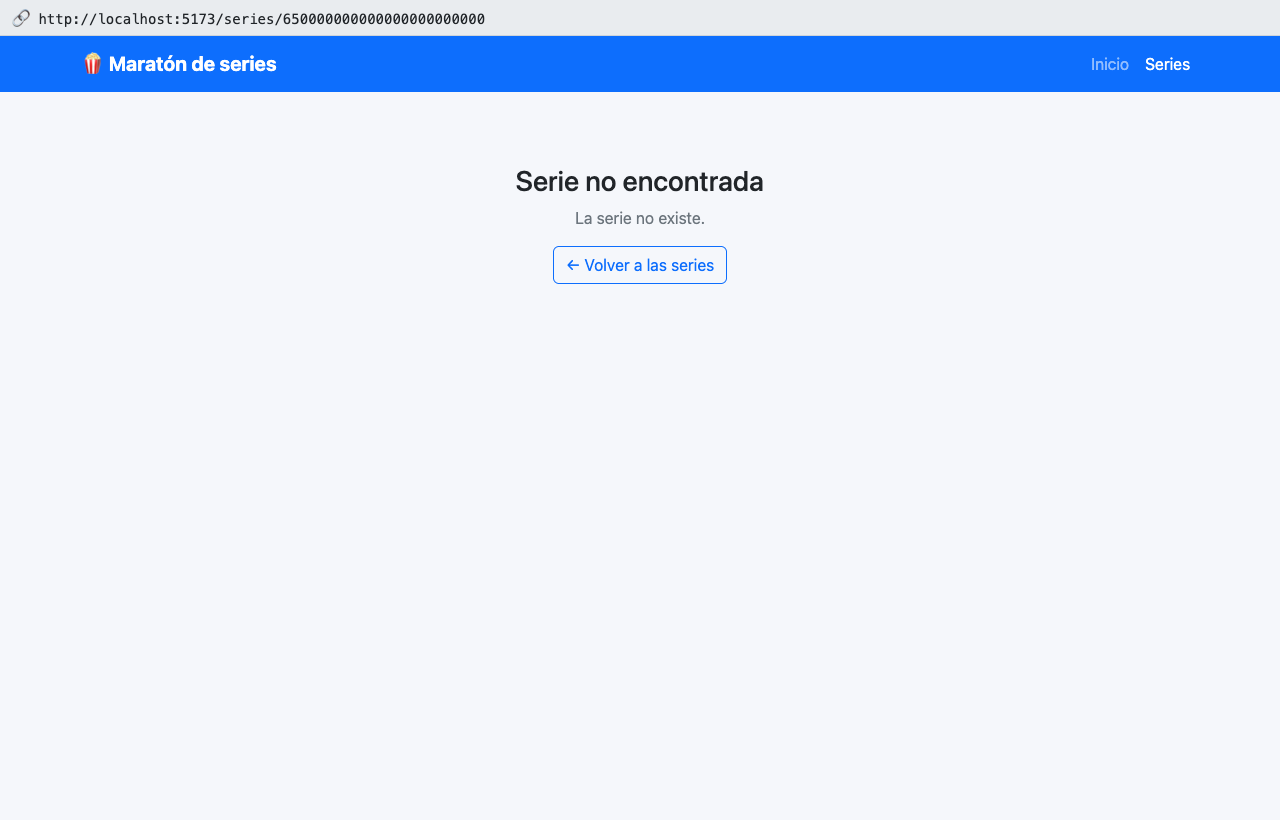 http://localhost:5173/series/650000000000000000000000
Maratón de series
Inicio
Series
Serie no encontrada
La serie no existe.
← Volver a las series